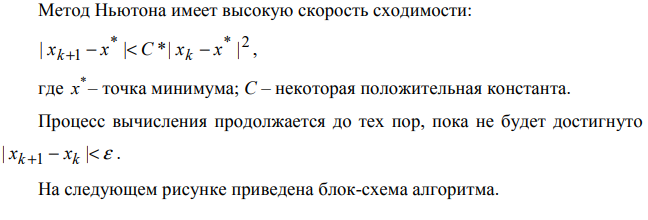 Метод Ньютона имеет высокую скорость сходимости:
| x_{k+1} − x^* |< C *| x_k − x^* |^2 ,
где x^* – точка минимума; C – некоторая положительная константа.
Процесс вычисления продолжается до тех пор, пока не будет достигнуто
| x_{k+1} − x_k |< ε .
На следующем рисунке приведена блок-схема алгоритма.